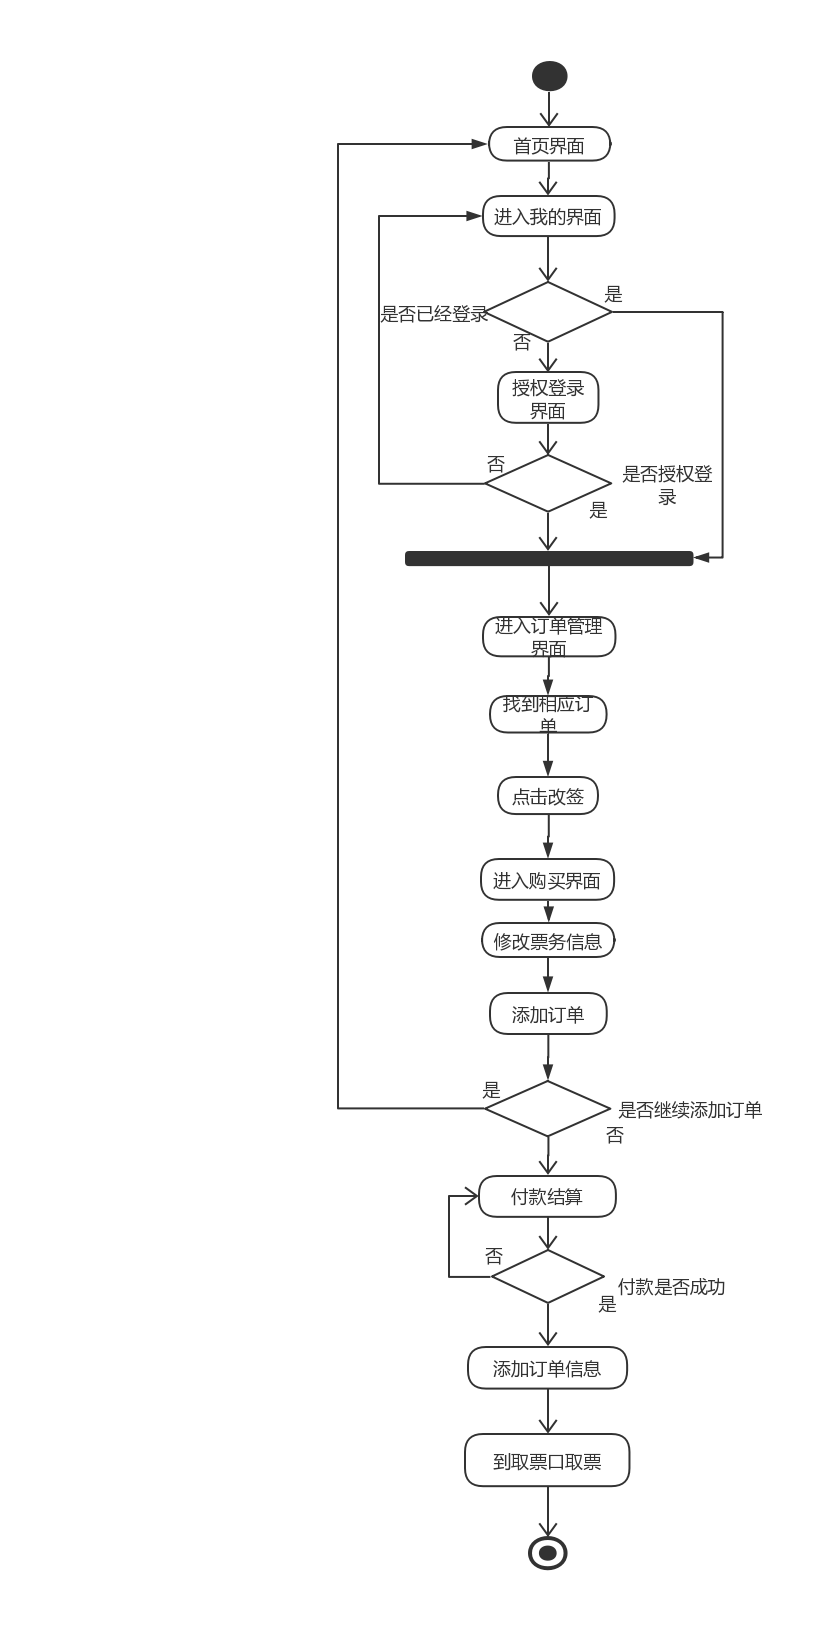 首页界面
进入我的界面
是
是否已经登录
否
授权登录
界面
否
是否授权登
录
是
进入订单管理
界面
找到相应订
单
点击改签
进入购买界面
修改票务信息
添加订单
是
是否继续添加订单
否
付款结算
否
付款是否成功
是
添加订单信息
到取票口取票